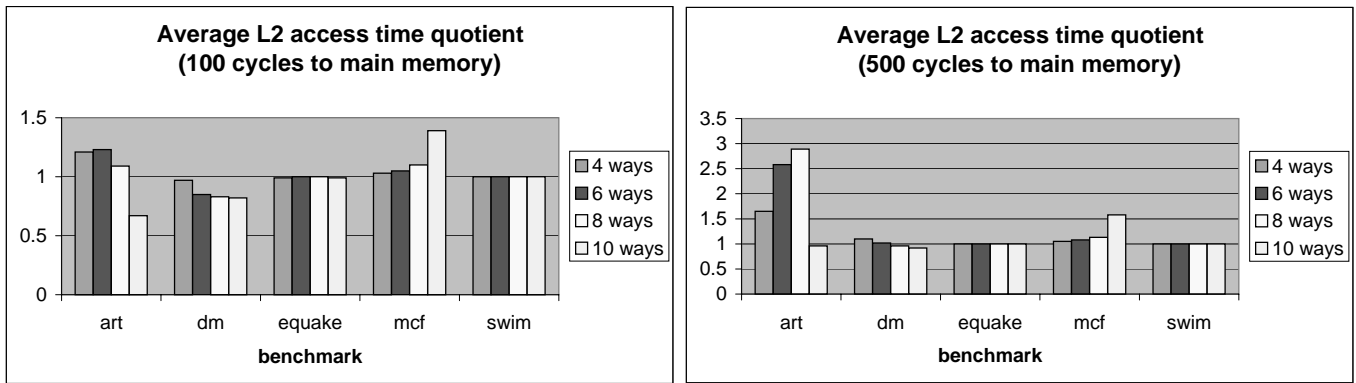 Average L2 access time quotient
(100 cycles to main memory)
1.5
1
0.5
0
art dm equake mcf swim
benchmark
4 ways
6 ways
8 ways
10 ways
Average L2 access time quotient
(500 cycles to main memory)
3.5
3
2.5
2
1.5
1
0.5
0
art dm equake mcf swim
benchmark
4 ways
6 ways
8 ways
10 ways